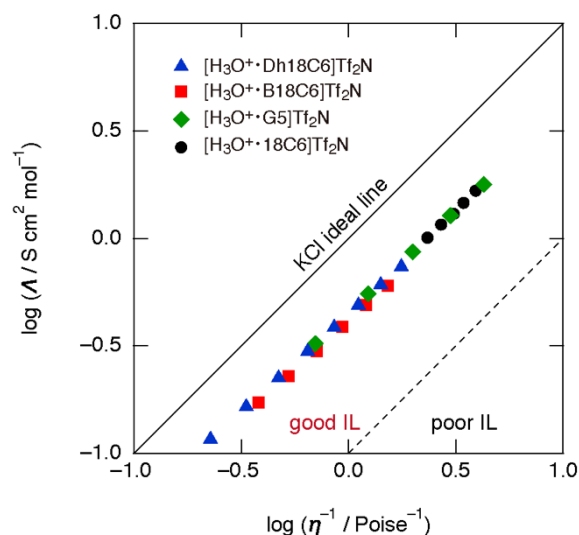 1.0
0.5
0.0
−0.5
−1.0
log (Λ / S cm² mol⁻¹)
[H₃O⁺·Dh18C6]Tf₂N
[H₃O⁺·B18C6]Tf₂N
[H₃O⁺·G5]Tf₂N
[H₃O⁺·18C6]Tf₂N
KCl ideal line
good IL
poor IL
−1.0 −0.5 0.0 0.5 1.0
log (η⁻¹ / Poise⁻¹)